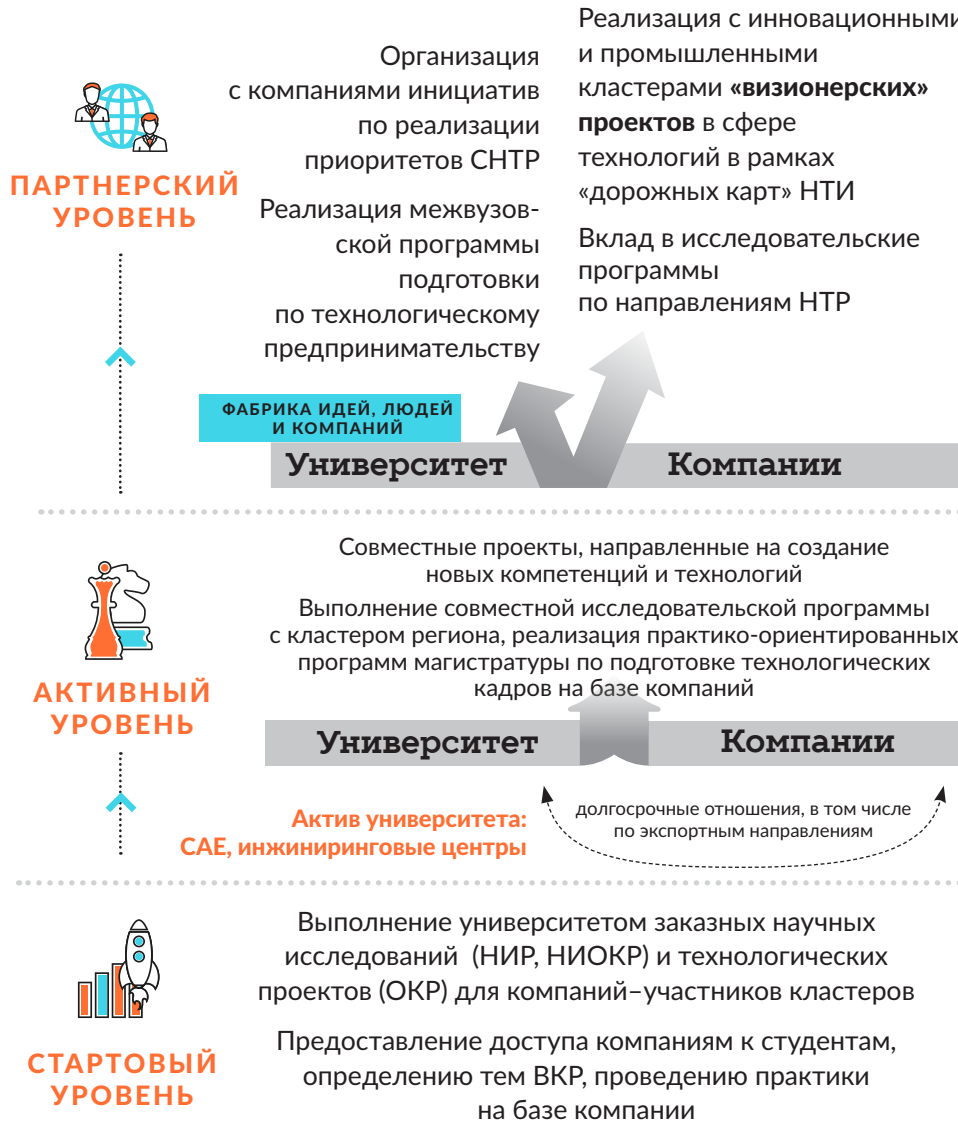 ПАРТНЕРСКИЙ
УРОВЕНЬ
Организация
с компаниями инициатив
по реализации
приоритетов СНТР
Реализация межвузов-
ской программы
подготовки
по технологическому
предпринимательству
Реализация с инновационными
и промышленными
кластерами «визионерских»
проектов в сфере
технологий в рамках
«дорожных карт» НТИ
Вклад в исследовательские
программы
по направлениям НТР
ФАБРИКА ИДЕЙ, ЛЮДЕЙ
И КОМПАНИЙ
Университет
Компании
АКТИВНЫЙ
УРОВЕНЬ
Совместные проекты, направленные на создание
новых компетенций и технологий
Выполнение совместной исследовательской программы
с кластером региона, реализация практико-ориентированных
программ магистратуры по подготовке технологических
кадров на базе компаний
Университет
Компании
Актив университета:
САЕ, инжиниринговые центры
долгосрочные отношения, в том числе
по экспортным направлениям
СТАРТОВЫЙ
УРОВЕНЬ
Выполнение университетом заказных научных
исследований (НИР, НИОКР) и технологических
проектов (ОКР) для компаний–участников кластеров
Предоставление доступа компаниям к студентам,
определению тем ВКР, проведению практики
на базе компании